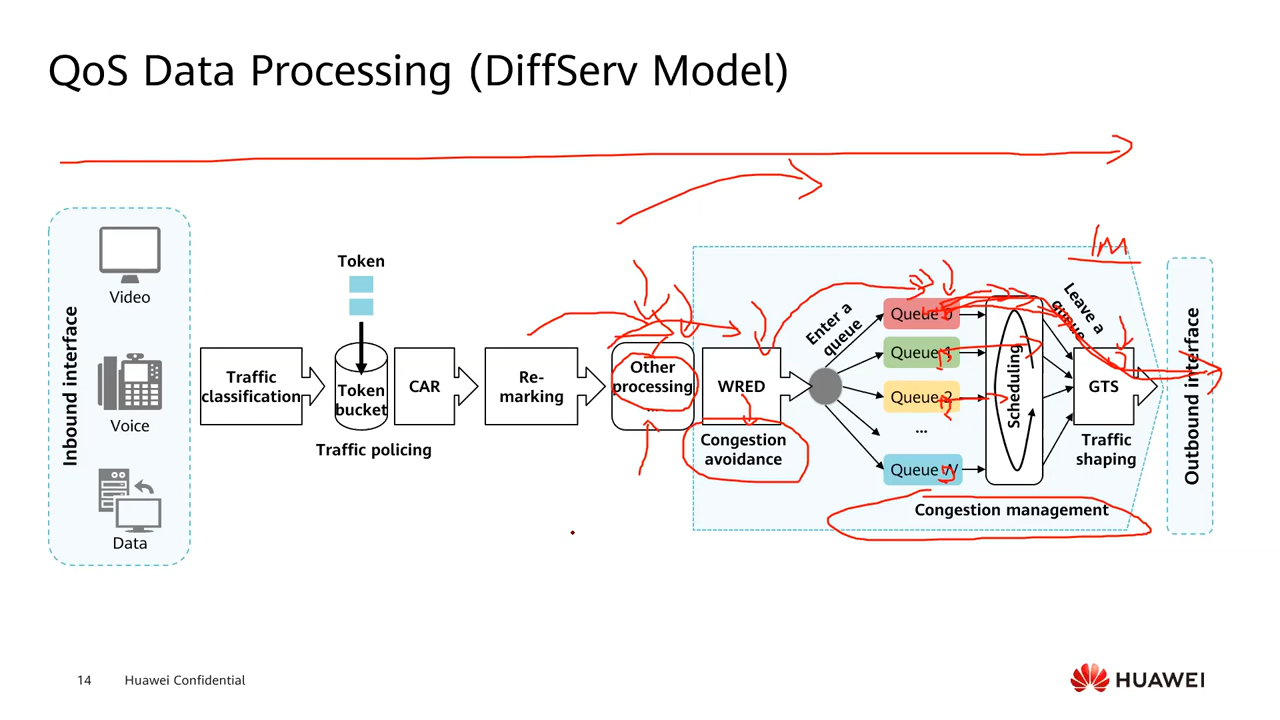 QoS Data Processing (DiffServ Model)
1M
Inbound interface
Video
Voice
Data
Traffic
classification
Token
Token
bucket
Traffic policing
CAR
Re-
marking
Other
processing
...
WRED
Congestion
avoidance
Enter a
queue
Queue
Queue
Queue 2
...
Queue N
Scheduling
Leave a
queue
GTS
Traffic
shaping
Congestion management
Outbound interface
14
Huawei Confidential
HUAWEI